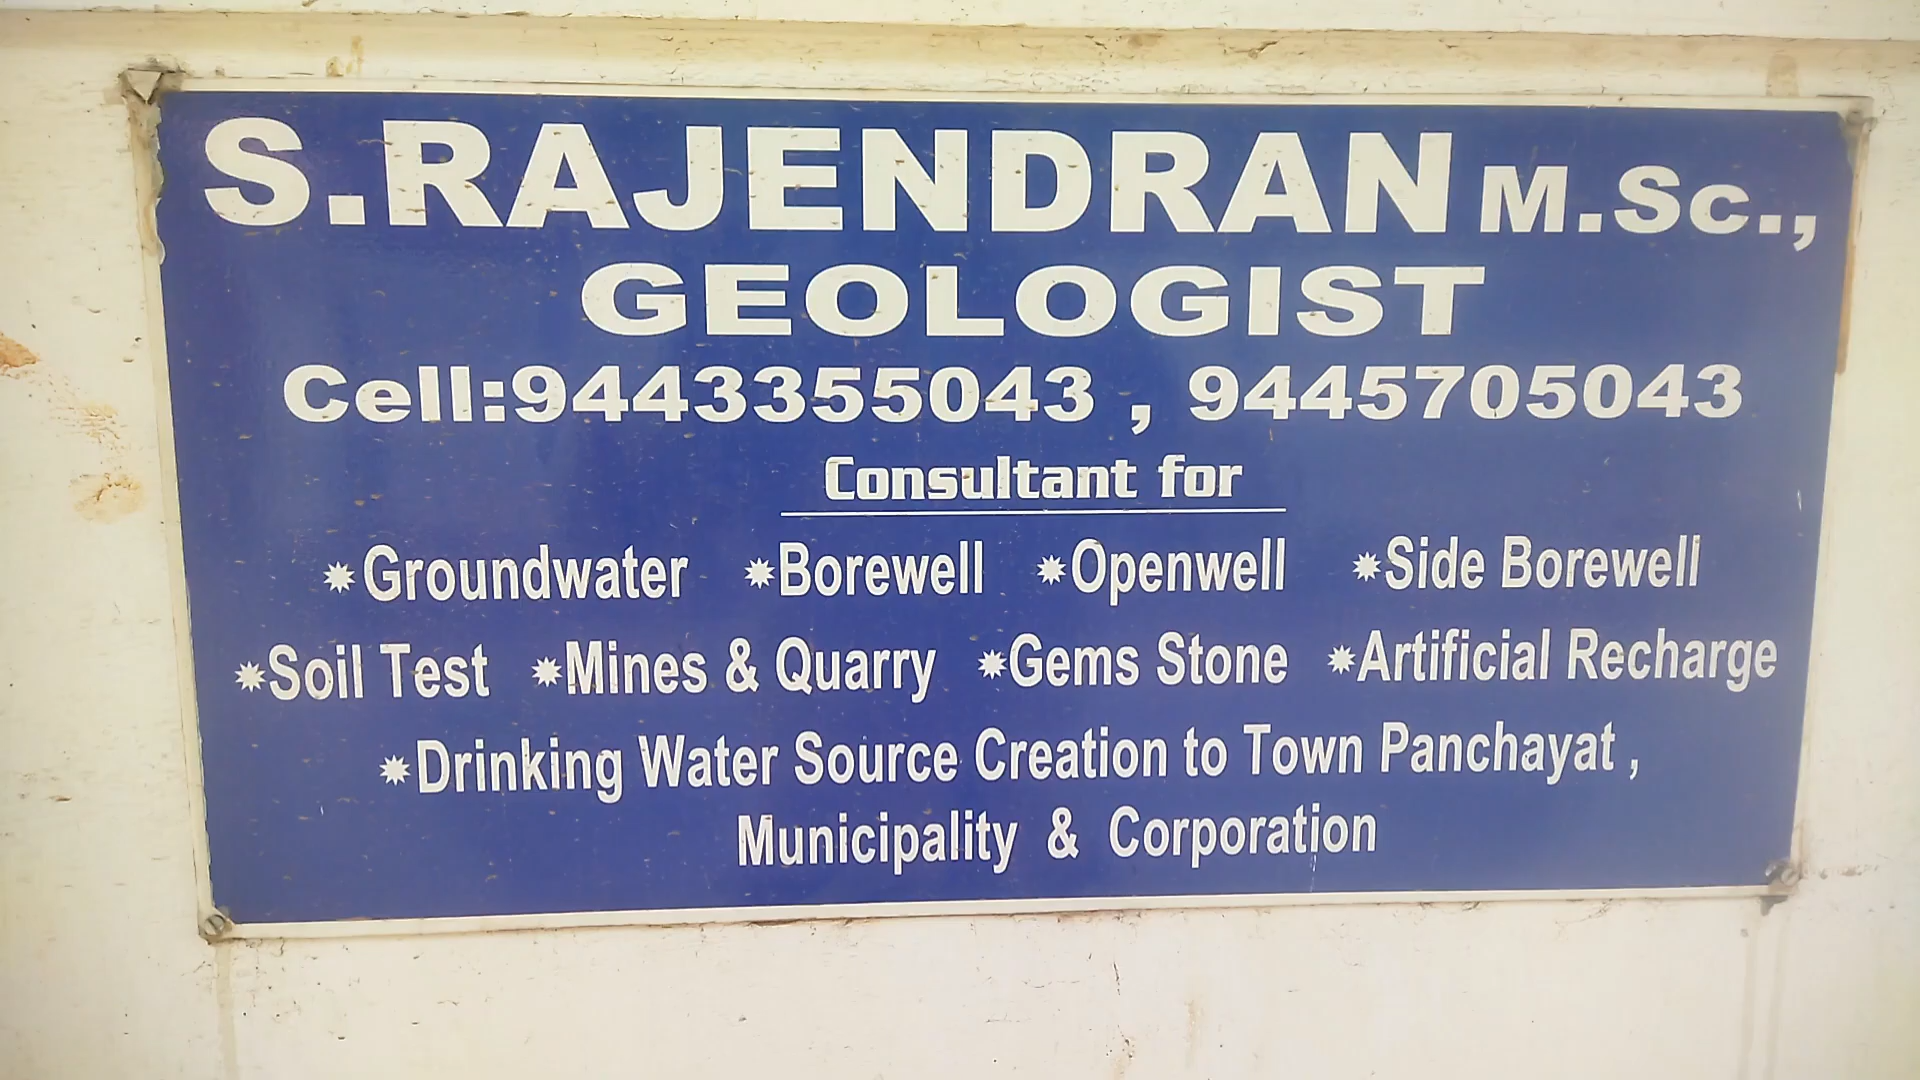 S.RAJENDRAN M.Sc.,
GEOLOGIST
Cell:9443355043 , 9445705043
Consultant for
*Groundwater *Borewell *Openwell *Side Borewell
*Soil Test *Mines & Quarry *Gems Stone *Artificial Recharge
*Drinking Water Source Creation to Town Panchayat ,
Municipality & Corporation